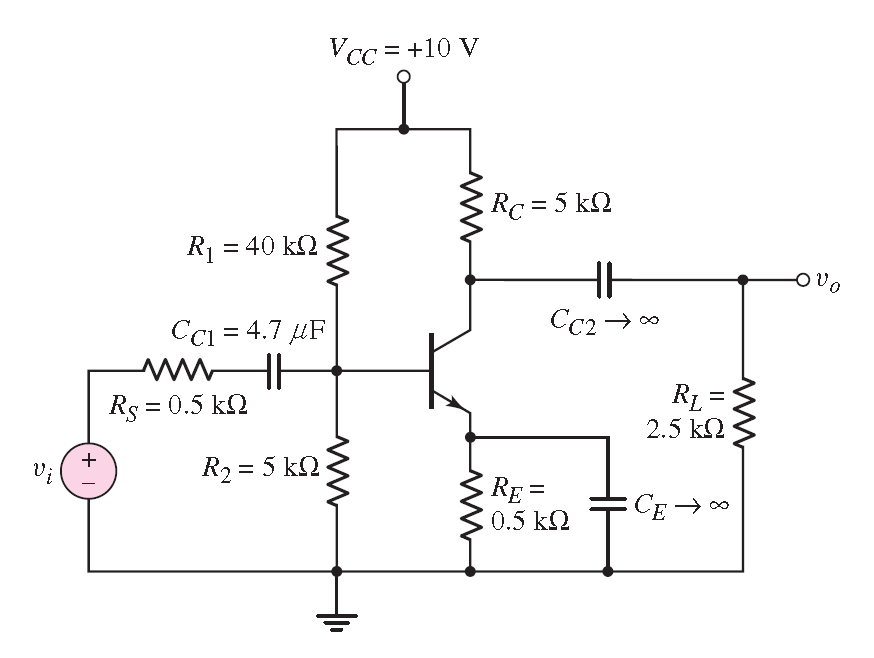 V_CC = +10 V
R_C = 5 kΩ
R_1 = 40 kΩ
v_o
C_C1 = 4.7 μF
C_C2 → ∞
R_S = 0.5 kΩ
R_L =
2.5 kΩ
v_i
+
−
R_2 = 5 kΩ
R_E =
0.5 kΩ
C_E → ∞